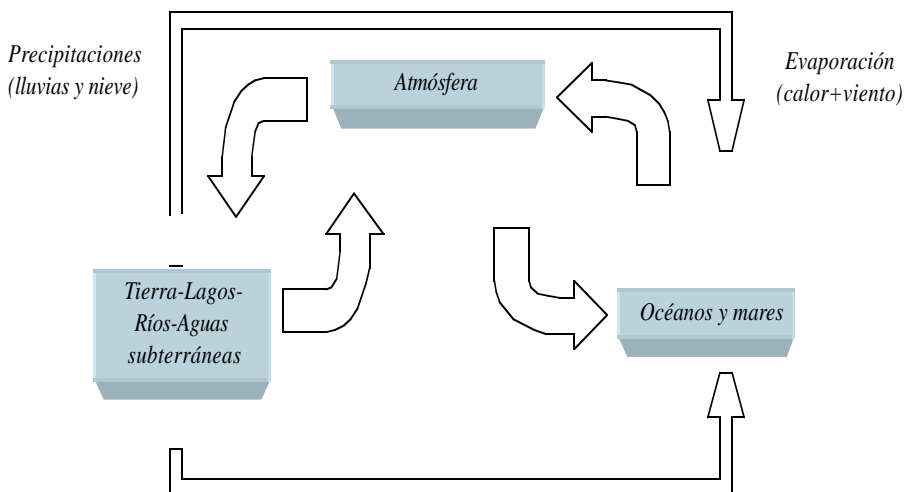 Precipitaciones
(lluvias y nieve)
Atmósfera
Evaporación
(calor+viento)
Tierra-Lagos-
Ríos-Aguas
subterráneas
Océanos y mares